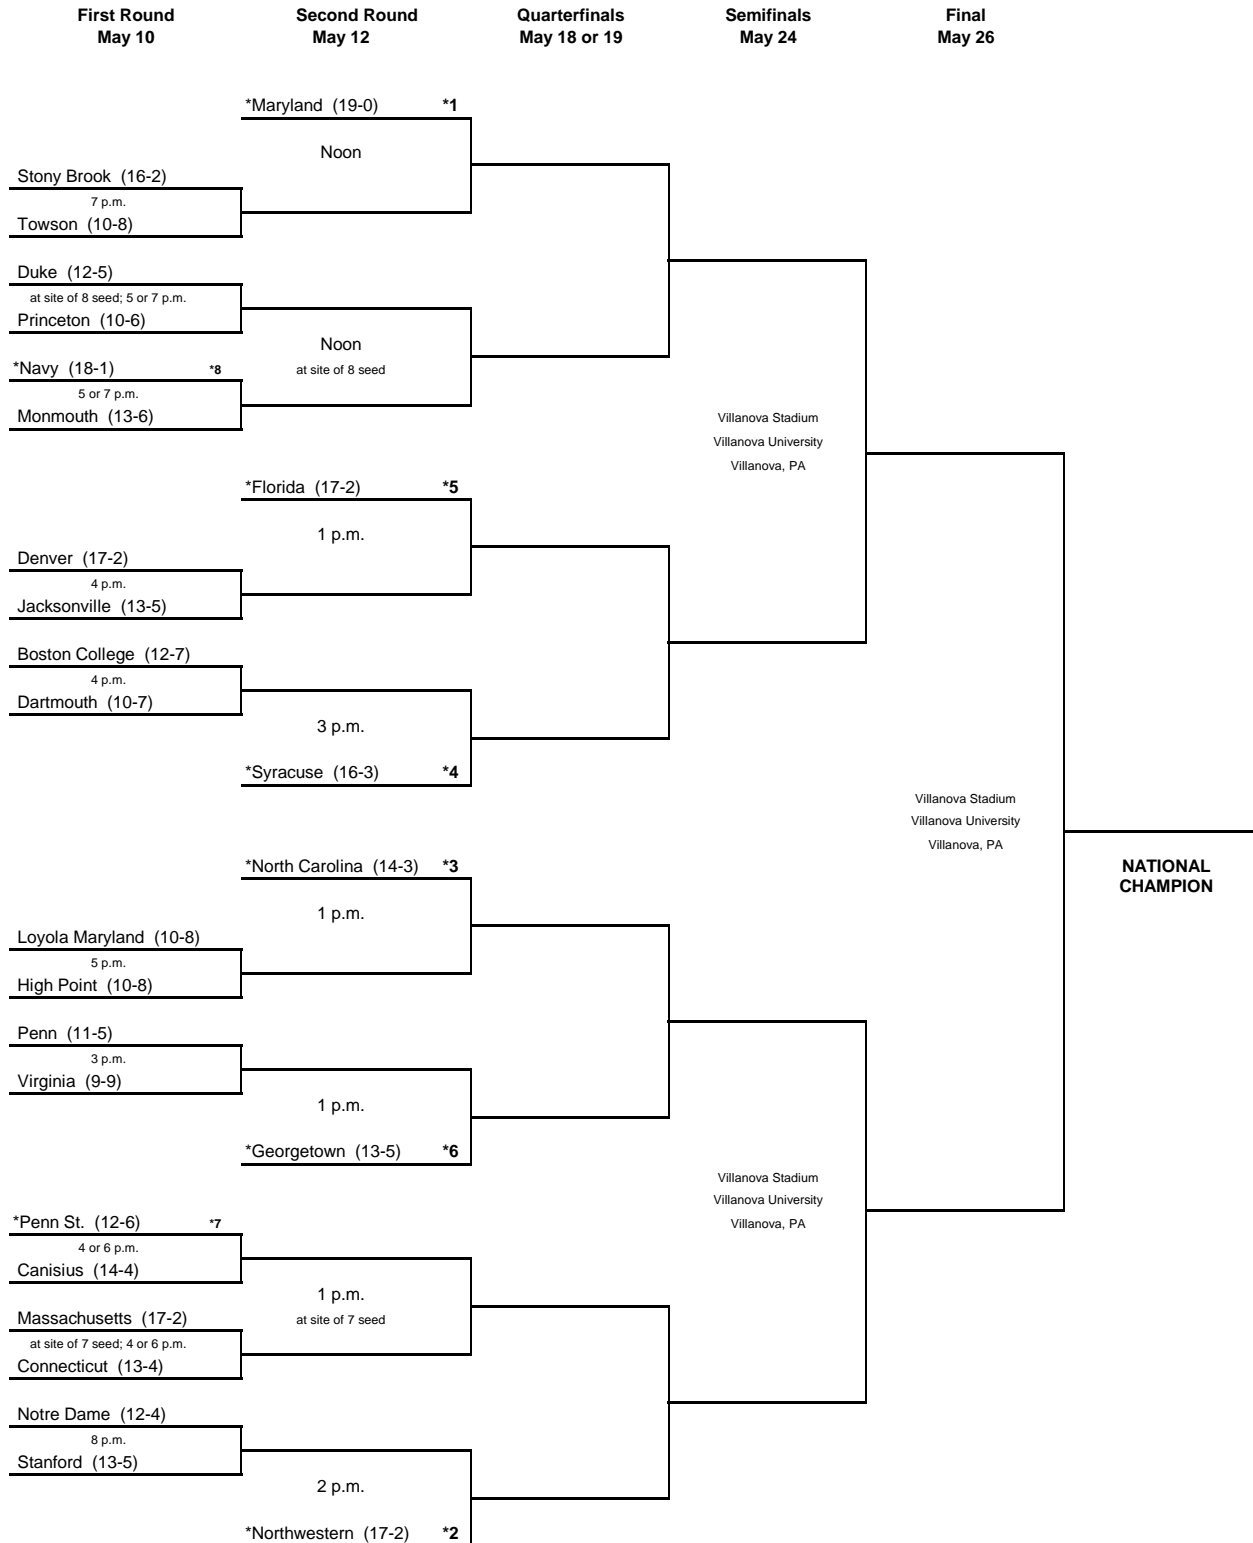 First Round Second Round Quarterfinals Semifinals Final
May 10 May 12 May 18 or 19 May 24 May 26
*Maryland (19-0) *1
Noon
Stony Brook (16-2)
7 p.m.
Towson (10-8)
Duke (12-5)
at site of 8 seed; 5 or 7 p.m.
Princeton (10-6)
Noon
*Navy (18-1) *8
at site of 8 seed
5 or 7 p.m.
Monmouth (13-6)
Villanova Stadium
Villanova University
Villanova, PA
*Florida (17-2) *5
1 p.m.
Denver (17-2)
4 p.m.
Jacksonville (13-5)
Boston College (12-7)
4 p.m.
Dartmouth (10-7)
3 p.m.
*Syracuse (16-3) *4
Villanova Stadium
Villanova University
Villanova, PA
*North Carolina (14-3) *3
NATIONAL
CHAMPION
1 p.m.
Loyola Maryland (10-8)
5 p.m.
High Point (10-8)
Penn (11-5)
3 p.m.
Virginia (9-9)
1 p.m.
*Georgetown (13-5) *6
Villanova Stadium
Villanova University
Villanova, PA
*Penn St. (12-6) *7
4 or 6 p.m.
Canisius (14-4)
1 p.m.
at site of 7 seed
Massachusetts (17-2)
at site of 7 seed; 4 or 6 p.m.
Connecticut (13-4)
Notre Dame (12-4)
8 p.m.
Stanford (13-5)
2 p.m.
*Northwestern (17-2) *2